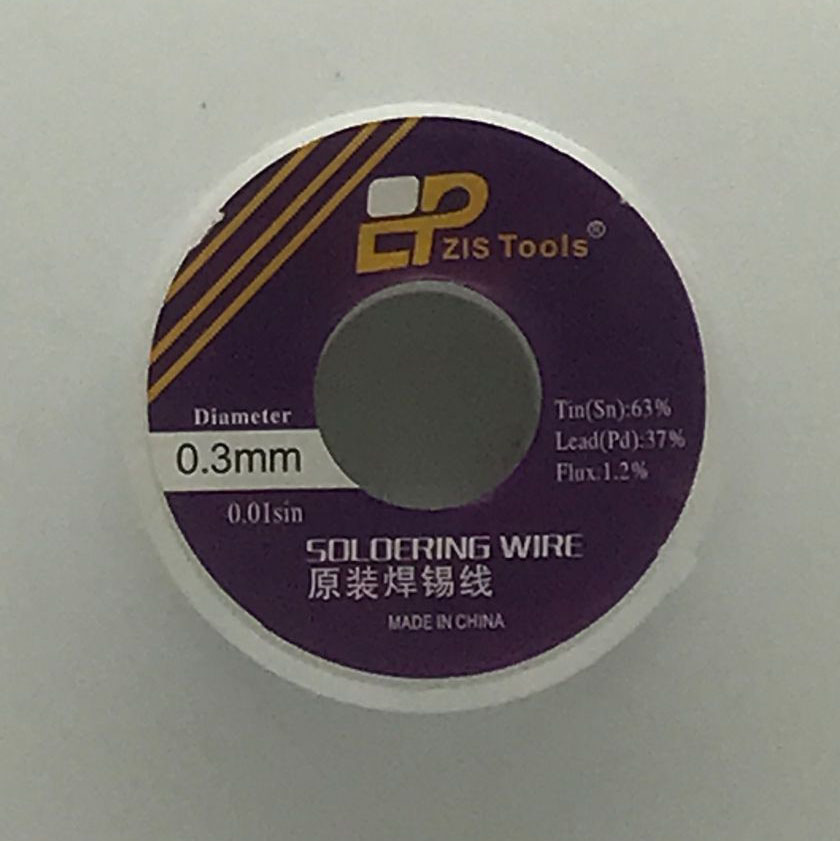 ZIS Tools®
Diameter
0.3mm
0.01sin
Tin(Sn):63%
Lead(Pd):37%
Flux.1.2%
SOLDERING WIRE
原装焊锡线
MADE IN CHINA